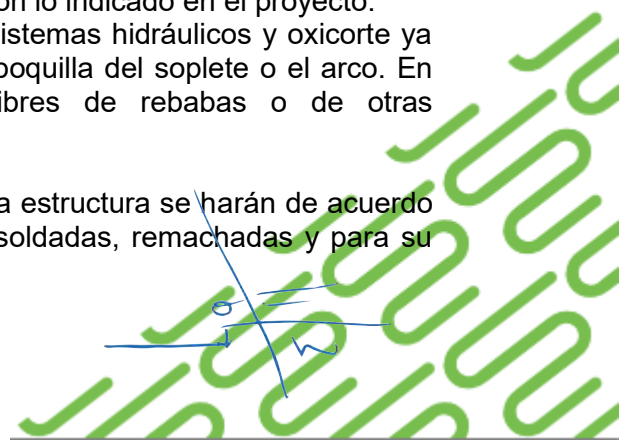 on lo indicado en el proyecto.
istemas hidráulicos y oxicorte ya
boquilla del soplete o el arco. En
ibres de rebabas o de otras
a estructura se harán de acuerdo
soldadas, remachadas y para su